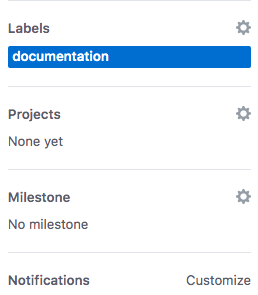 Labels
documentation
Projects
None yet
Milestone
No milestone
Notifications Customize